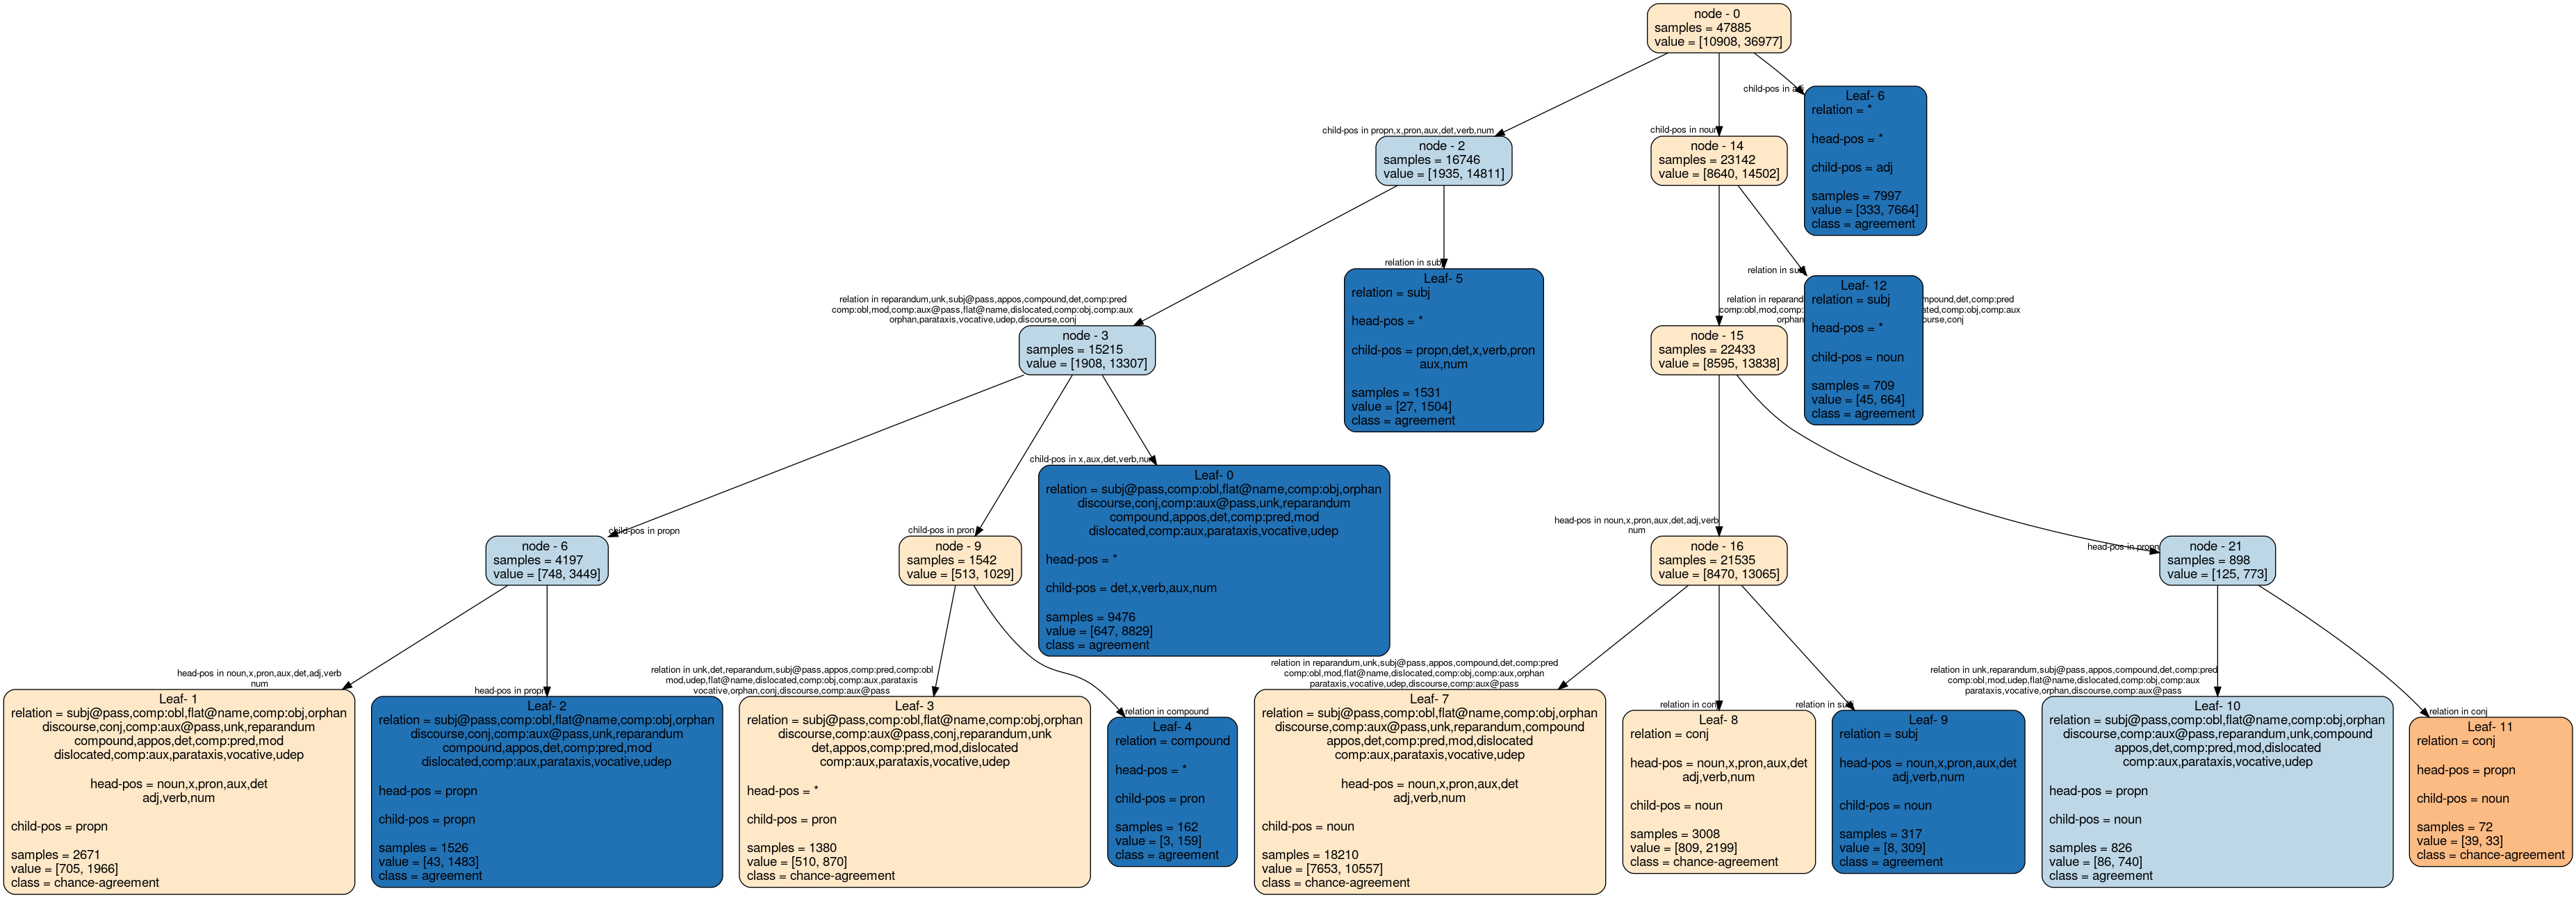 node - 0
samples = 47885
value = [10908, 36977]
child-pos in propn,x,pron,aux,det,verb,num
child-pos in noun
child-pos in adj
node - 2
samples = 16746
value = [1935, 14811]
node - 14
samples = 23142
value = [8640, 14502]
Leaf- 6
relation = *
head-pos = *
child-pos = adj
samples = 7997
value = [333, 7664]
class = agreement
relation in reparandum,unk,subj@pass,appos,compound,det,comp:pred
comp:obl,mod,comp:aux@pass,flat@name,dislocated,comp:obj,comp:aux
orphan,parataxis,vocative,udep,discourse,conj
relation in subj
Leaf- 5
relation = subj
head-pos = *
child-pos = propn,det,x,verb,pron
aux,num
samples = 1531
value = [27, 1504]
class = agreement
relation in reparand
mpound,det,comp:pred
comp:obl,mod,comp:
ated,comp:obj,comp:aux
orphan
urse,conj
relation in subj
Leaf- 12
relation = subj
head-pos = *
child-pos = noun
samples = 709
value = [45, 664]
class = agreement
node - 3
samples = 15215
value = [1908, 13307]
node - 15
samples = 22433
value = [8595, 13838]
child-pos in propn
child-pos in pron
child-pos in x,aux,det,verb,num
node - 6
samples = 4197
value = [748, 3449]
node - 9
samples = 1542
value = [513, 1029]
Leaf- 0
relation = subj@pass,comp:obl,flat@name,comp:obj,orphan
discourse,conj,comp:aux@pass,unk,reparandum
compound,appos,det,comp:pred,mod
dislocated,comp:aux,parataxis,vocative,udep
head-pos = *
child-pos = det,x,verb,aux,num
samples = 9476
value = [647, 8829]
class = agreement
head-pos in noun,x,pron,aux,det,adj,verb
num
head-pos in propn
node - 16
samples = 21535
value = [8470, 13065]
node - 21
samples = 898
value = [125, 773]
head-pos in noun,x,pron,aux,det,adj,verb
num
Leaf- 1
relation = subj@pass,comp:obl,flat@name,comp:obj,orphan
discourse,conj,comp:aux@pass,unk,reparandum
compound,appos,det,comp:pred,mod
dislocated,comp:aux,parataxis,vocative,udep
head-pos = noun,x,pron,aux,det
adj,verb,num
child-pos = propn
samples = 2671
value = [705, 1966]
class = chance-agreement
head-pos in propn
Leaf- 2
relation = subj@pass,comp:obl,flat@name,comp:obj,orphan
discourse,conj,comp:aux@pass,unk,reparandum
compound,appos,det,comp:pred,mod
dislocated,comp:aux,parataxis,vocative,udep
head-pos = propn
child-pos = propn
samples = 1526
value = [43, 1483]
class = agreement
relation in unk,det,reparandum,subj@pass,appos,comp:pred,comp:obl
mod,udep,flat@name,dislocated,comp:obj,comp:aux,parataxis
vocative,orphan,conj,discourse,comp:aux@pass
Leaf- 3
relation = subj@pass,comp:obl,flat@name,comp:obj,orphan
discourse,comp:aux@pass,conj,reparandum,unk
det,appos,comp:pred,mod,dislocated
comp:aux,parataxis,vocative,udep
head-pos = *
child-pos = pron
samples = 1380
value = [510, 870]
class = chance-agreement
relation in compound
Leaf- 4
relation = compound
head-pos = *
child-pos = pron
samples = 162
value = [3, 159]
class = agreement
relation in reparandum,unk,subj@pass,appos,compound,det,comp:pred
comp:obl,mod,flat@name,dislocated,comp:obj,comp:aux,orphan
parataxis,vocative,udep,discourse,comp:aux@pass
Leaf- 7
relation = subj@pass,comp:obl,flat@name,comp:obj,orphan
discourse,comp:aux@pass,unk,reparandum,compound
appos,det,comp:pred,mod,dislocated
comp:aux,parataxis,vocative,udep
head-pos = noun,x,pron,aux,det
adj,verb,num
child-pos = noun
samples = 18210
value = [7653, 10557]
class = chance-agreement
relation in conj
Leaf- 8
relation = conj
head-pos = noun,x,pron,aux,det
adj,verb,num
child-pos = noun
samples = 3008
value = [809, 2199]
class = chance-agreement
relation in subj
Leaf- 9
relation = subj
head-pos = noun,x,pron,aux,det
adj,verb,num
child-pos = noun
samples = 317
value = [8, 309]
class = agreement
relation in unk,reparandum,subj@pass,appos,compound,det,comp:pred
comp:obl,mod,udep,flat@name,dislocated,comp:obj,comp:aux
parataxis,vocative,orphan,discourse,comp:aux@pass
Leaf- 10
relation = subj@pass,comp:obl,flat@name,comp:obj,orphan
discourse,comp:aux@pass,reparandum,unk,compound
appos,det,comp:pred,mod,dislocated
comp:aux,parataxis,vocative,udep
head-pos = propn
child-pos = noun
samples = 826
value = [86, 740]
class = agreement
relation in conj
Leaf- 11
relation = conj
head-pos = propn
child-pos = noun
samples = 72
value = [39, 33]
class = chance-agreement